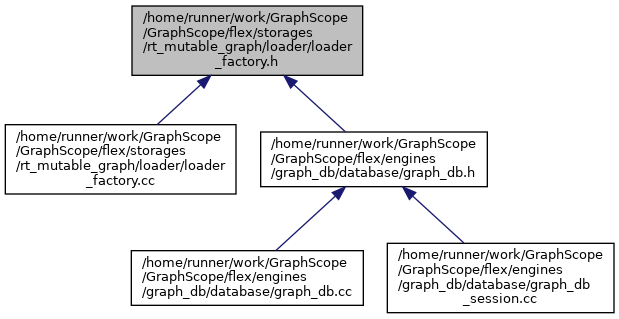 /home/runner/work/GraphScope
/GraphScope/flex/storages
/rt_mutable_graph/loader/loader
_factory.h
/home/runner/work/GraphScope
/GraphScope/flex/storages
/rt_mutable_graph/loader/loader
_factory.cc
/home/runner/work/GraphScope
/GraphScope/flex/engines
/graph_db/database/graph_db.h
/home/runner/work/GraphScope
/GraphScope/flex/engines
/graph_db/database/graph_db.cc
/home/runner/work/GraphScope
/GraphScope/flex/engines
/graph_db/database/graph_db
_session.cc